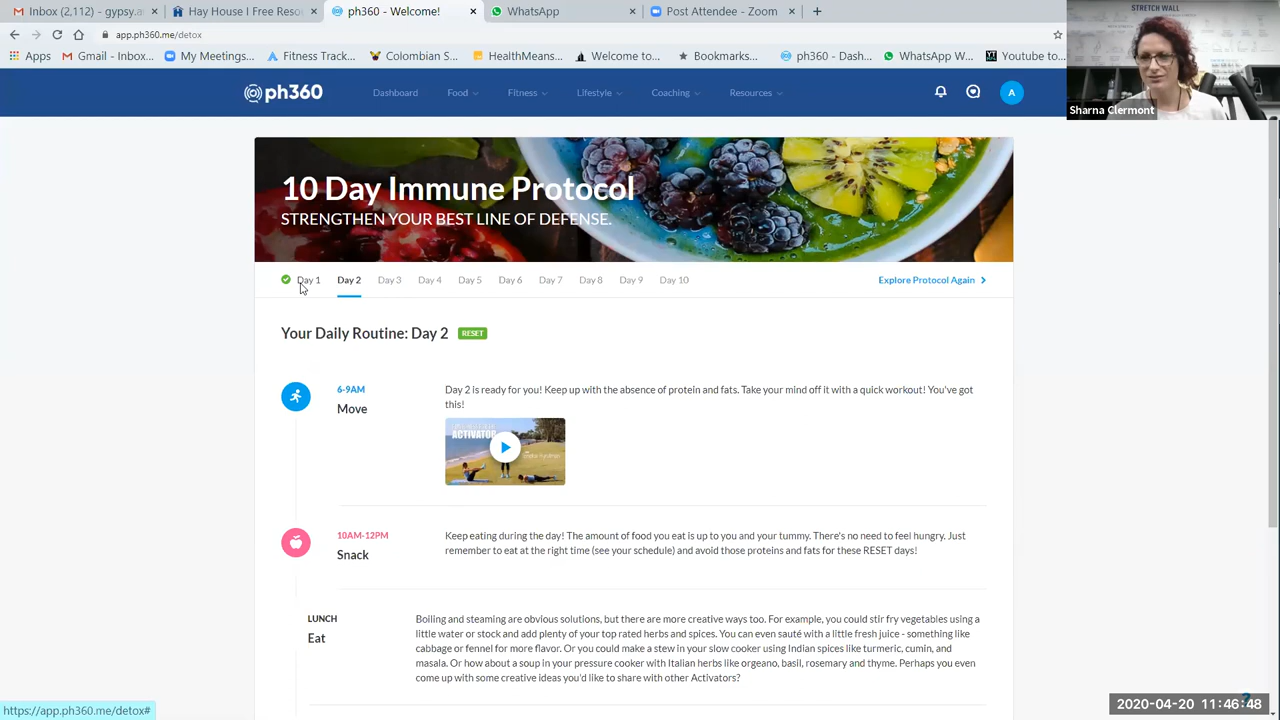 Inbox (2,112) - gypsy.a
Hay House I Free Reso
ph360 - Welcome!
WhatsApp
Post Attendee - Zoom
app.ph360.me/detox
Apps
Gmail - Inbox...
My Meetings...
Fitness Track...
Colombian S...
HealthMeans...
Welcome to...
Bookmarks...
ph360 - Dash...
WhatsApp W...
Youtube to...
STRETCH WALL
Sharna Clermont
ph360
Dashboard
Food
Fitness
Lifestyle
Coaching
Resources
A
10 Day Immune Protocol
STRENGTHEN YOUR BEST LINE OF DEFENSE.
Day 1
Day 2
Day 3
Day 4
Day 5
Day 6
Day 7
Day 8
Day 9
Day 10
Explore Protocol Again
Your Daily Routine: Day 2
RESET
6-9AM
Move
Day 2 is ready for you! Keep up with the absence of protein and fats. Take your mind off it with a quick workout! You've got
this!
ACTIVATOR
10AM-12PM
Snack
Keep eating during the day! The amount of food you eat is up to you and your tummy. There's no need to feel hungry. Just
remember to eat at the right time (see your schedule) and avoid those proteins and fats for these RESET days!
LUNCH
Eat
Boiling and steaming are obvious solutions, but there are more creative ways too. For example, you could stir fry vegetables using a
little water or stock and add plenty of your top rated herbs and spices. You can even sauté with a little fresh juice - something like
cabbage or fennel for more flavor. Or you could make a stew in your slow cooker using Indian spices like turmeric, cumin, and
masala. Or how about a soup in your pressure cooker with Italian herbs like orgeano, basil, rosemary and thyme. Perhaps you even
come up with some creative ideas you'd like to share with other Activators?
https://app.ph360.me/detox#
2020-04-20 11:46:48